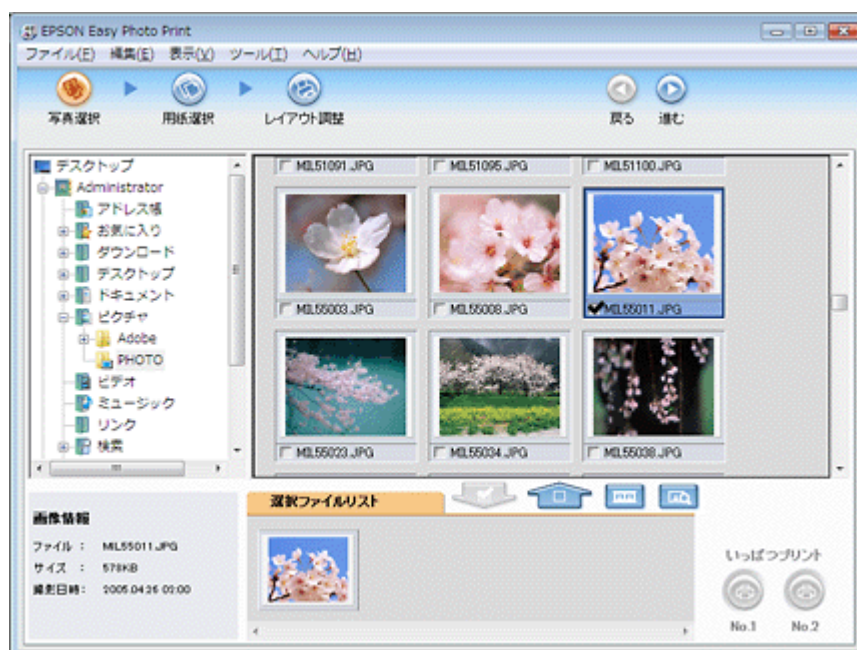 EPSON Easy Photo Print
ファイル(F) 編集(E) 表示(V) ツール(T) ヘルプ(H)
写真選択 用紙選択 レイアウト調整 戻る 進む
デスクトップ
Administrator
アドレス帳
お気に入り
ダウンロード
デスクトップ
ドキュメント
ピクチャ
Adobe
PHOTO
ビデオ
ミュージック
リンク
検索
MIL51091.JPG MIL51095.JPG MIL51100.JPG
MIL55003.JPG MIL55008.JPG MIL55011.JPG
MIL55023.JPG MIL55034.JPG MIL55038.JPG
選択ファイルリスト
画像情報
ファイル : MIL55011.JPG
サイズ : 578KB
撮影日時: 2005.04.26 02:00
いっぱつプリント
No.1 No.2